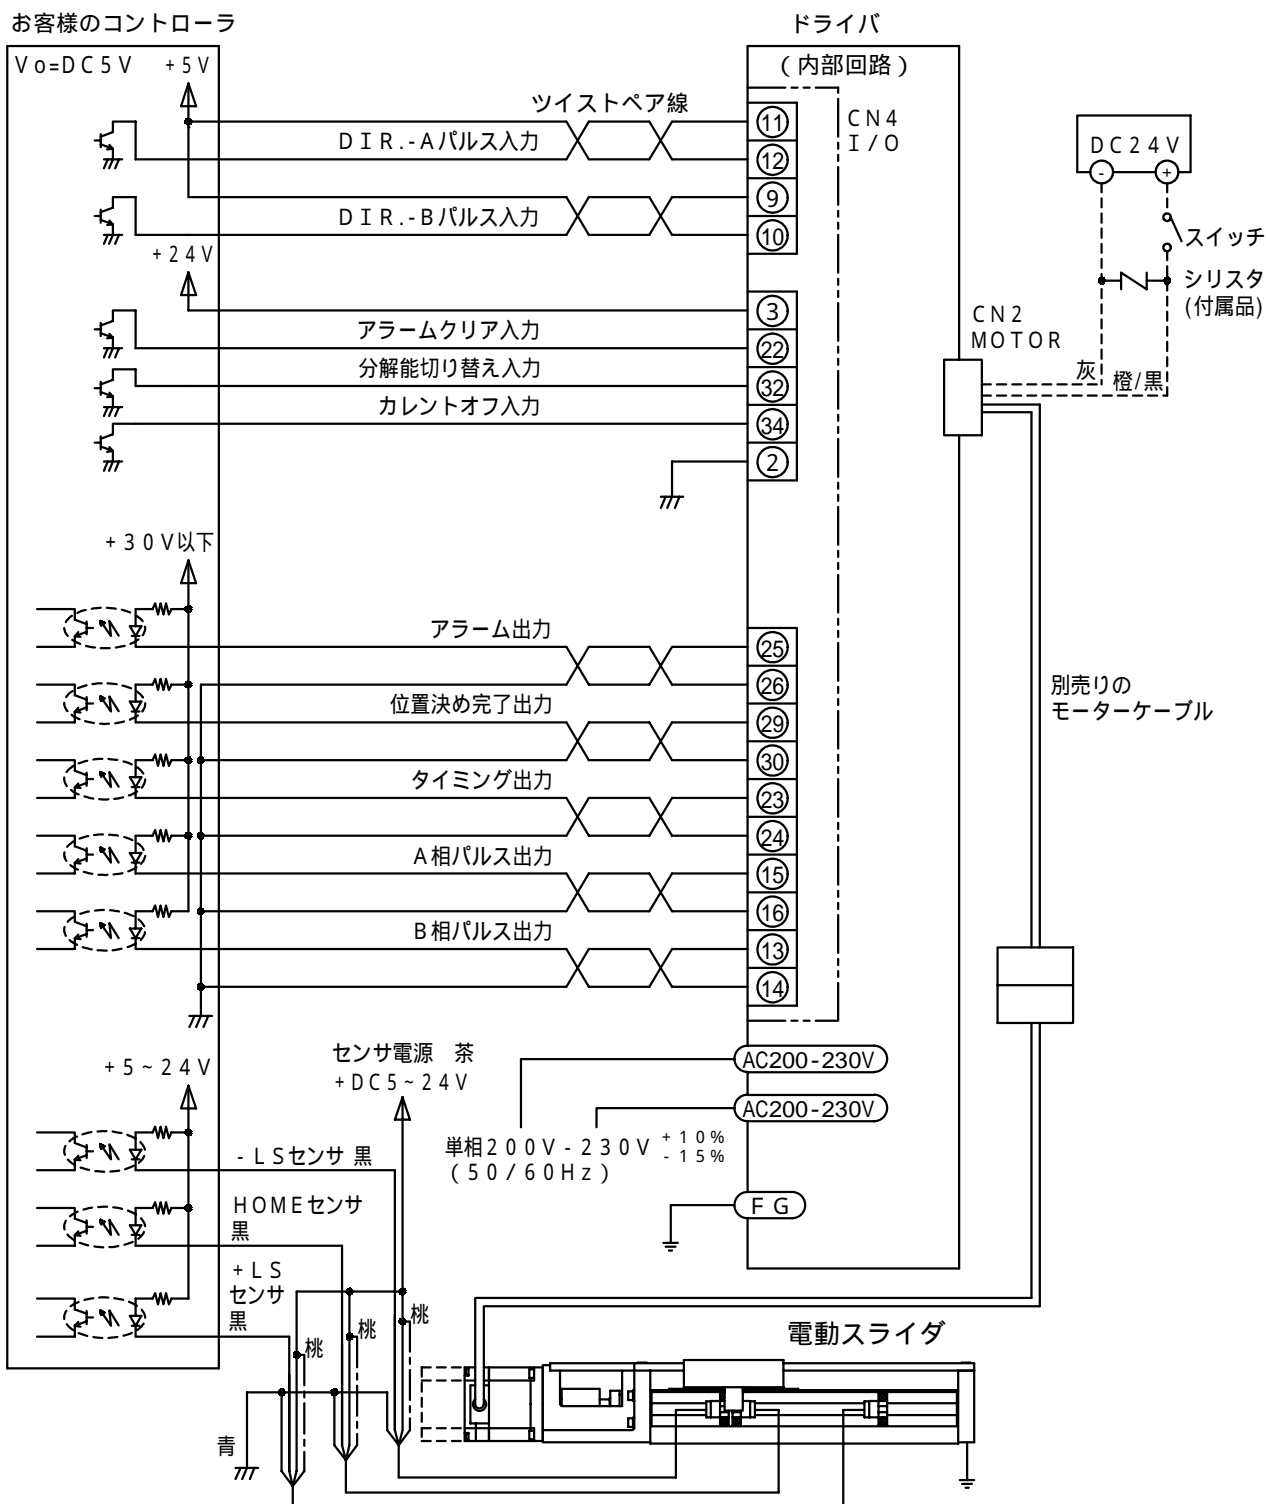 お客様のコントローラ
ドライバ
Vo=DC5V
+5V
(内部回路)
ツイストペア線
CN4
I/O
DIR.-Aパルス入力
11
12
DC24V
-
+
DIR.-Bパルス入力
9
10
スイッチ
+24V
シリスタ
(付属品)
3
アラームクリア入力
22
CN2
MOTOR
分解能切り替え入力
32
灰
橙/黒
カレントオフ入力
34
2
+30V以下
アラーム出力
25
26
別売りの
モーターケーブル
位置決め完了出力
29
30
タイミング出力
23
24
A相パルス出力
15
16
B相パルス出力
13
14
センサ電源 茶
+DC5~24V
+5~24V
AC200-230V
AC200-230V
単相200V-230V +10%
-15%
(50/60Hz)
-LSセンサ 黒
HOMEセンサ
黒
FG
+LS
センサ
黒
桃
桃
桃
電動スライダ
青